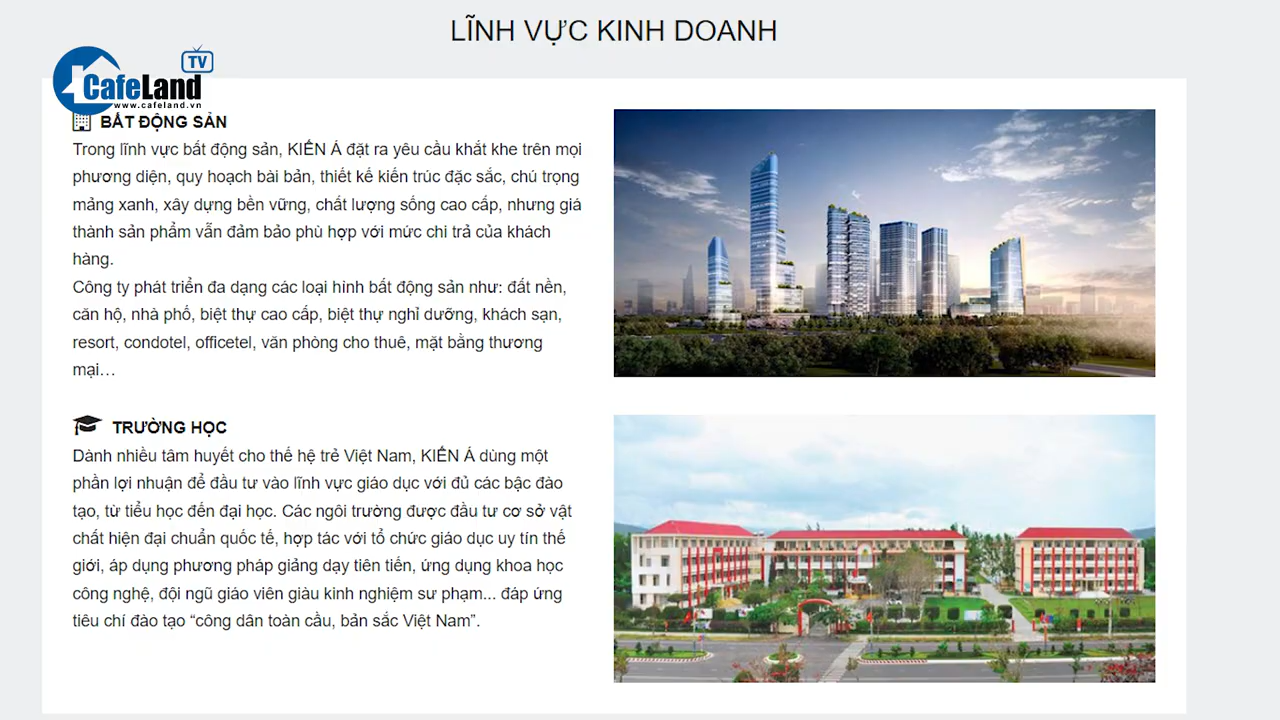 LĨNH VỰC KINH DOANH
TV
CafeLand
www.cafeland.vn
BẤT ĐỘNG SẢN
Trong lĩnh vực bất động sản, KIẾN Á đặt ra yêu cầu khắt khe trên mọi
phương diện, quy hoạch bài bản, thiết kế kiến trúc đặc sắc, chú trọng
mảng xanh, xây dựng bền vững, chất lượng sống cao cấp, nhưng giá
thành sản phẩm vẫn đảm bảo phù hợp với mức chi trả của khách
hàng.
Công ty phát triển đa dạng các loại hình bất động sản như: đất nền,
căn hộ, nhà phố, biệt thự cao cấp, biệt thự nghỉ dưỡng, khách sạn,
resort, condotel, officetel, văn phòng cho thuê, mặt bằng thương
mại…
TRƯỜNG HỌC
Dành nhiều tâm huyết cho thế hệ trẻ Việt Nam, KIẾN Á dùng một
phần lợi nhuận để đầu tư vào lĩnh vực giáo dục với đủ các bậc đào
tạo, từ tiểu học đến đại học. Các ngôi trường được đầu tư cơ sở vật
chất hiện đại chuẩn quốc tế, hợp tác với tổ chức giáo dục uy tín thế
giới, áp dụng phương pháp giảng dạy tiên tiến, ứng dụng khoa học
công nghệ, đội ngũ giáo viên giàu kinh nghiệm sư phạm... đáp ứng
tiêu chí đào tạo “công dân toàn cầu, bản sắc Việt Nam”.